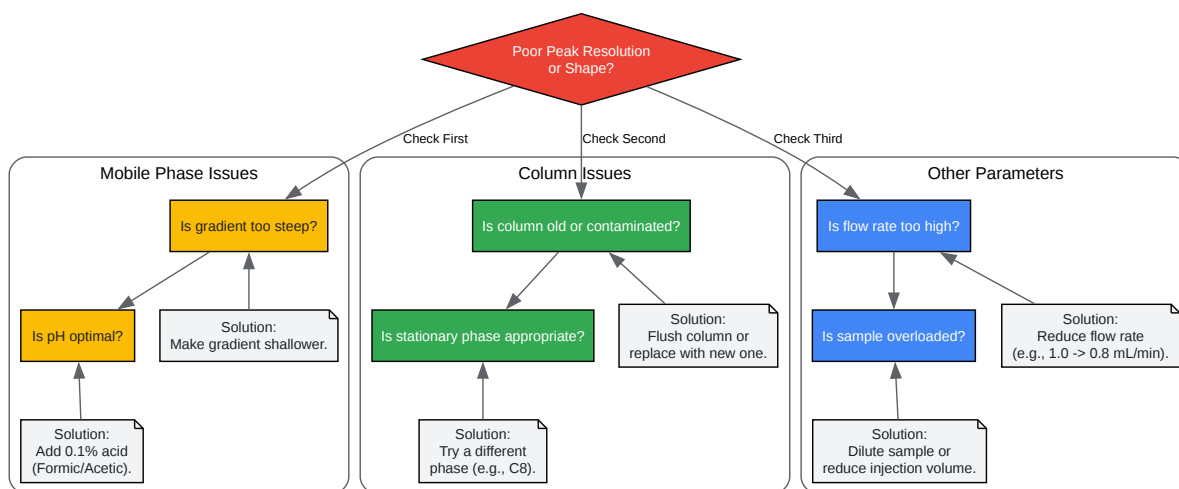 Poor Peak Resolution
or Shape?
Check First
Check Second
Check Third
Mobile Phase Issues
Is gradient too steep?
Is pH optimal?
Solution:
Make gradient shallower.
Solution:
Add 0.1% acid
(Formic/Acetic).
Column Issues
Is column old or contaminated?
Is stationary phase appropriate?
Solution:
Flush column or
replace with new one.
Solution:
Try a different
phase (e.g., C8).
Other Parameters
Is flow rate too high?
Is sample overloaded?
Solution:
Reduce flow rate
(e.g., 1.0 -> 0.8 mL/min).
Solution:
Dilute sample or
reduce injection volume.